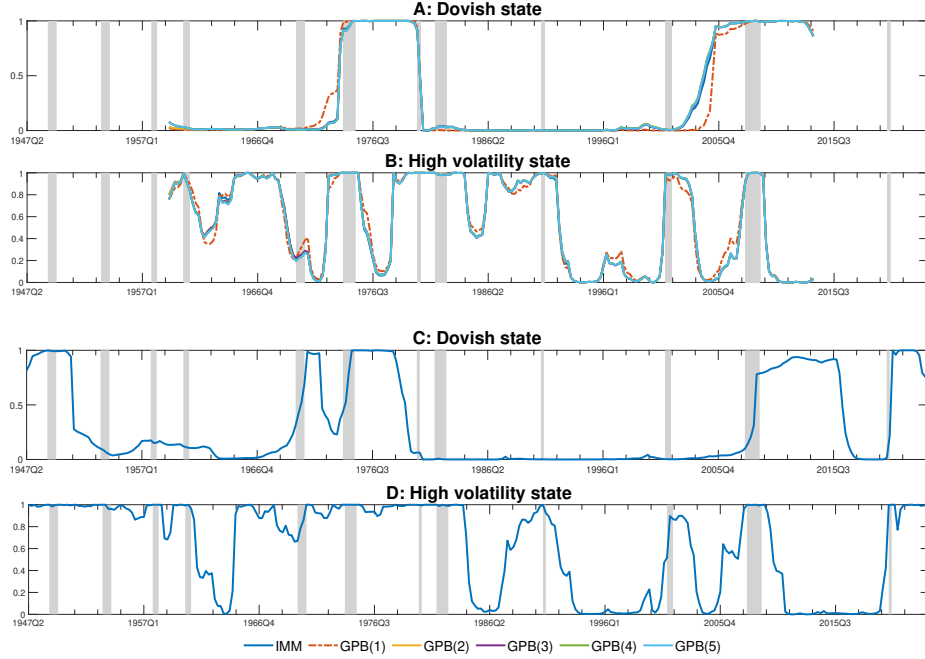 A: Dovish state
1
0.5
0
1947Q2 1957Q1 1966Q4 1976Q3 1986Q2 1996Q1 2005Q4 2015Q3
B: High volatility state
1
0.8
0.6
0.4
0.2
0
1947Q2 1957Q1 1966Q4 1976Q3 1986Q2 1996Q1 2005Q4 2015Q3
C: Dovish state
1
0.5
0
1947Q2 1957Q1 1966Q4 1976Q3 1986Q2 1996Q1 2005Q4 2015Q3
D: High volatility state
1
0.8
0.6
0.4
0.2
0
1947Q2 1957Q1 1966Q4 1976Q3 1986Q2 1996Q1 2005Q4 2015Q3
IMM GPB(1) GPB(2) GPB(3) GPB(4) GPB(5)